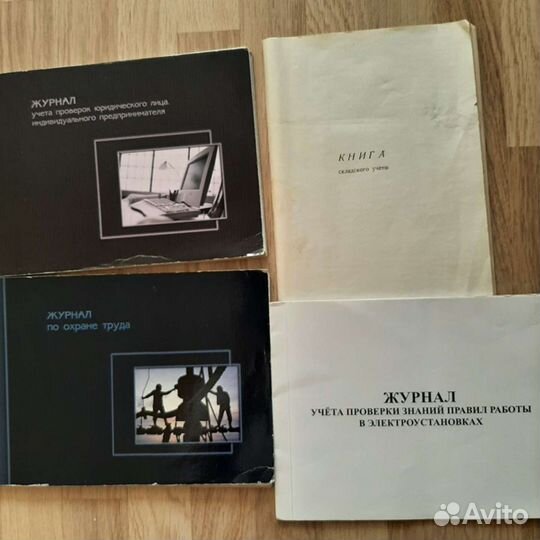 ЖУРНАЛ
учета проверок юридического лица,
индивидуального предпринимателя
КНИГА
складского учёта
ЖУРНАЛ
по охране труда
ЖУРНАЛ
УЧЁТА ПРОВЕРКИ ЗНАНИЙ ПРАВИЛ РАБОТЫ
В ЭЛЕКТРОУСТАНОВКАХ
Avito